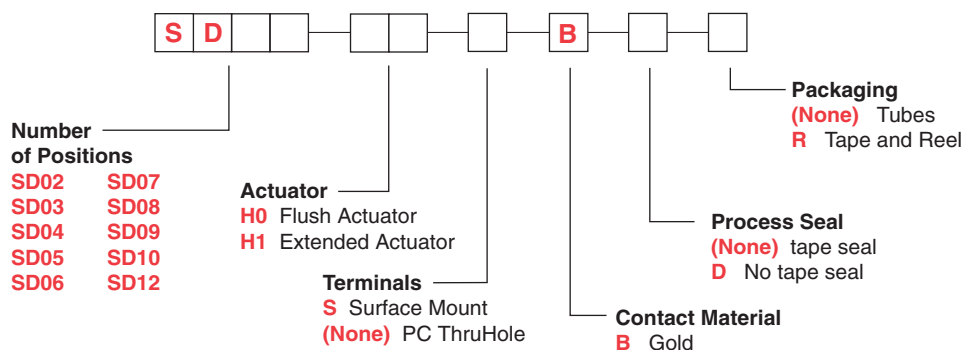 S D B
Number
of Positions
SD02 SD07
SD03 SD08
SD04 SD09
SD05 SD10
SD06 SD12
Actuator
H0 Flush Actuator
H1 Extended Actuator
Terminals
S Surface Mount
(None) PC ThruHole
Contact Material
B Gold
Process Seal
(None) tape seal
D No tape seal
Packaging
(None) Tubes
R Tape and Reel